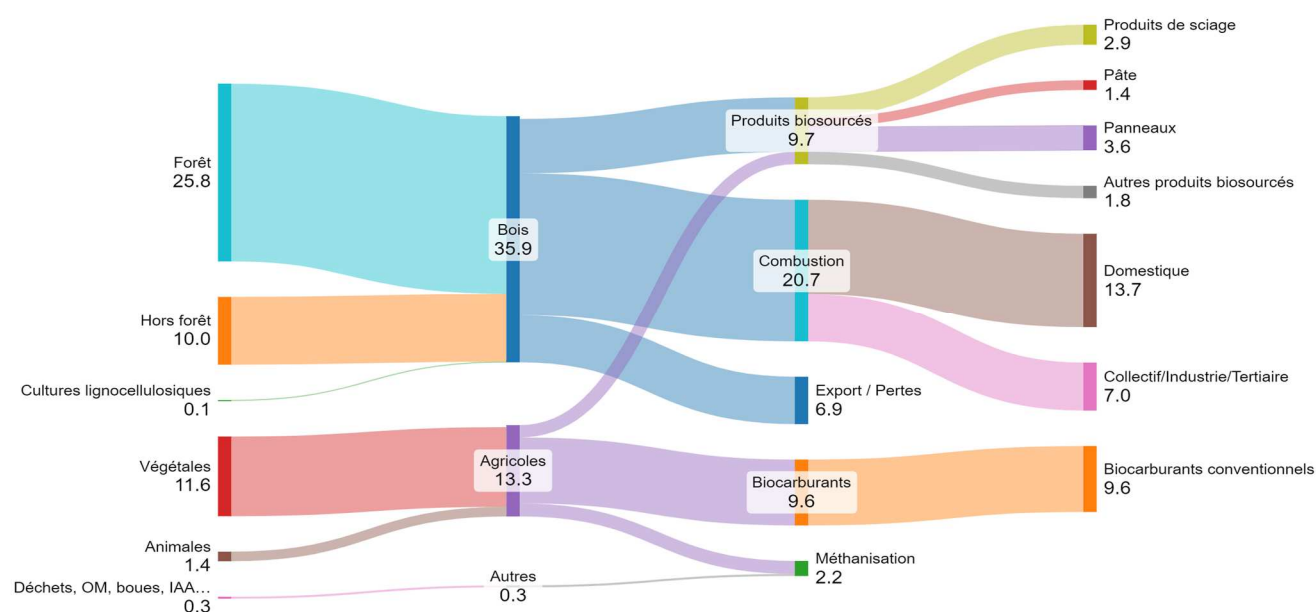 Forêt
25.8
Hors forêt
10.0
Cultures lignocellulosiques
0.1
Végétales
11.6
Animales
1.4
Déchets, OM, boues, IAA...
0.3
Bois
35.9
Agricoles
13.3
Autres
0.3
Produits biosourcés
9.7
Combustion
20.7
Export / Pertes
6.9
Biocarburants
9.6
Méthanisation
2.2
Produits de sciage
2.9
Pâte
1.4
Panneaux
3.6
Autres produits biosourcés
1.8
Domestique
13.7
Collectif/Industrie/Tertiaire
7.0
Biocarburants conventionnels
9.6